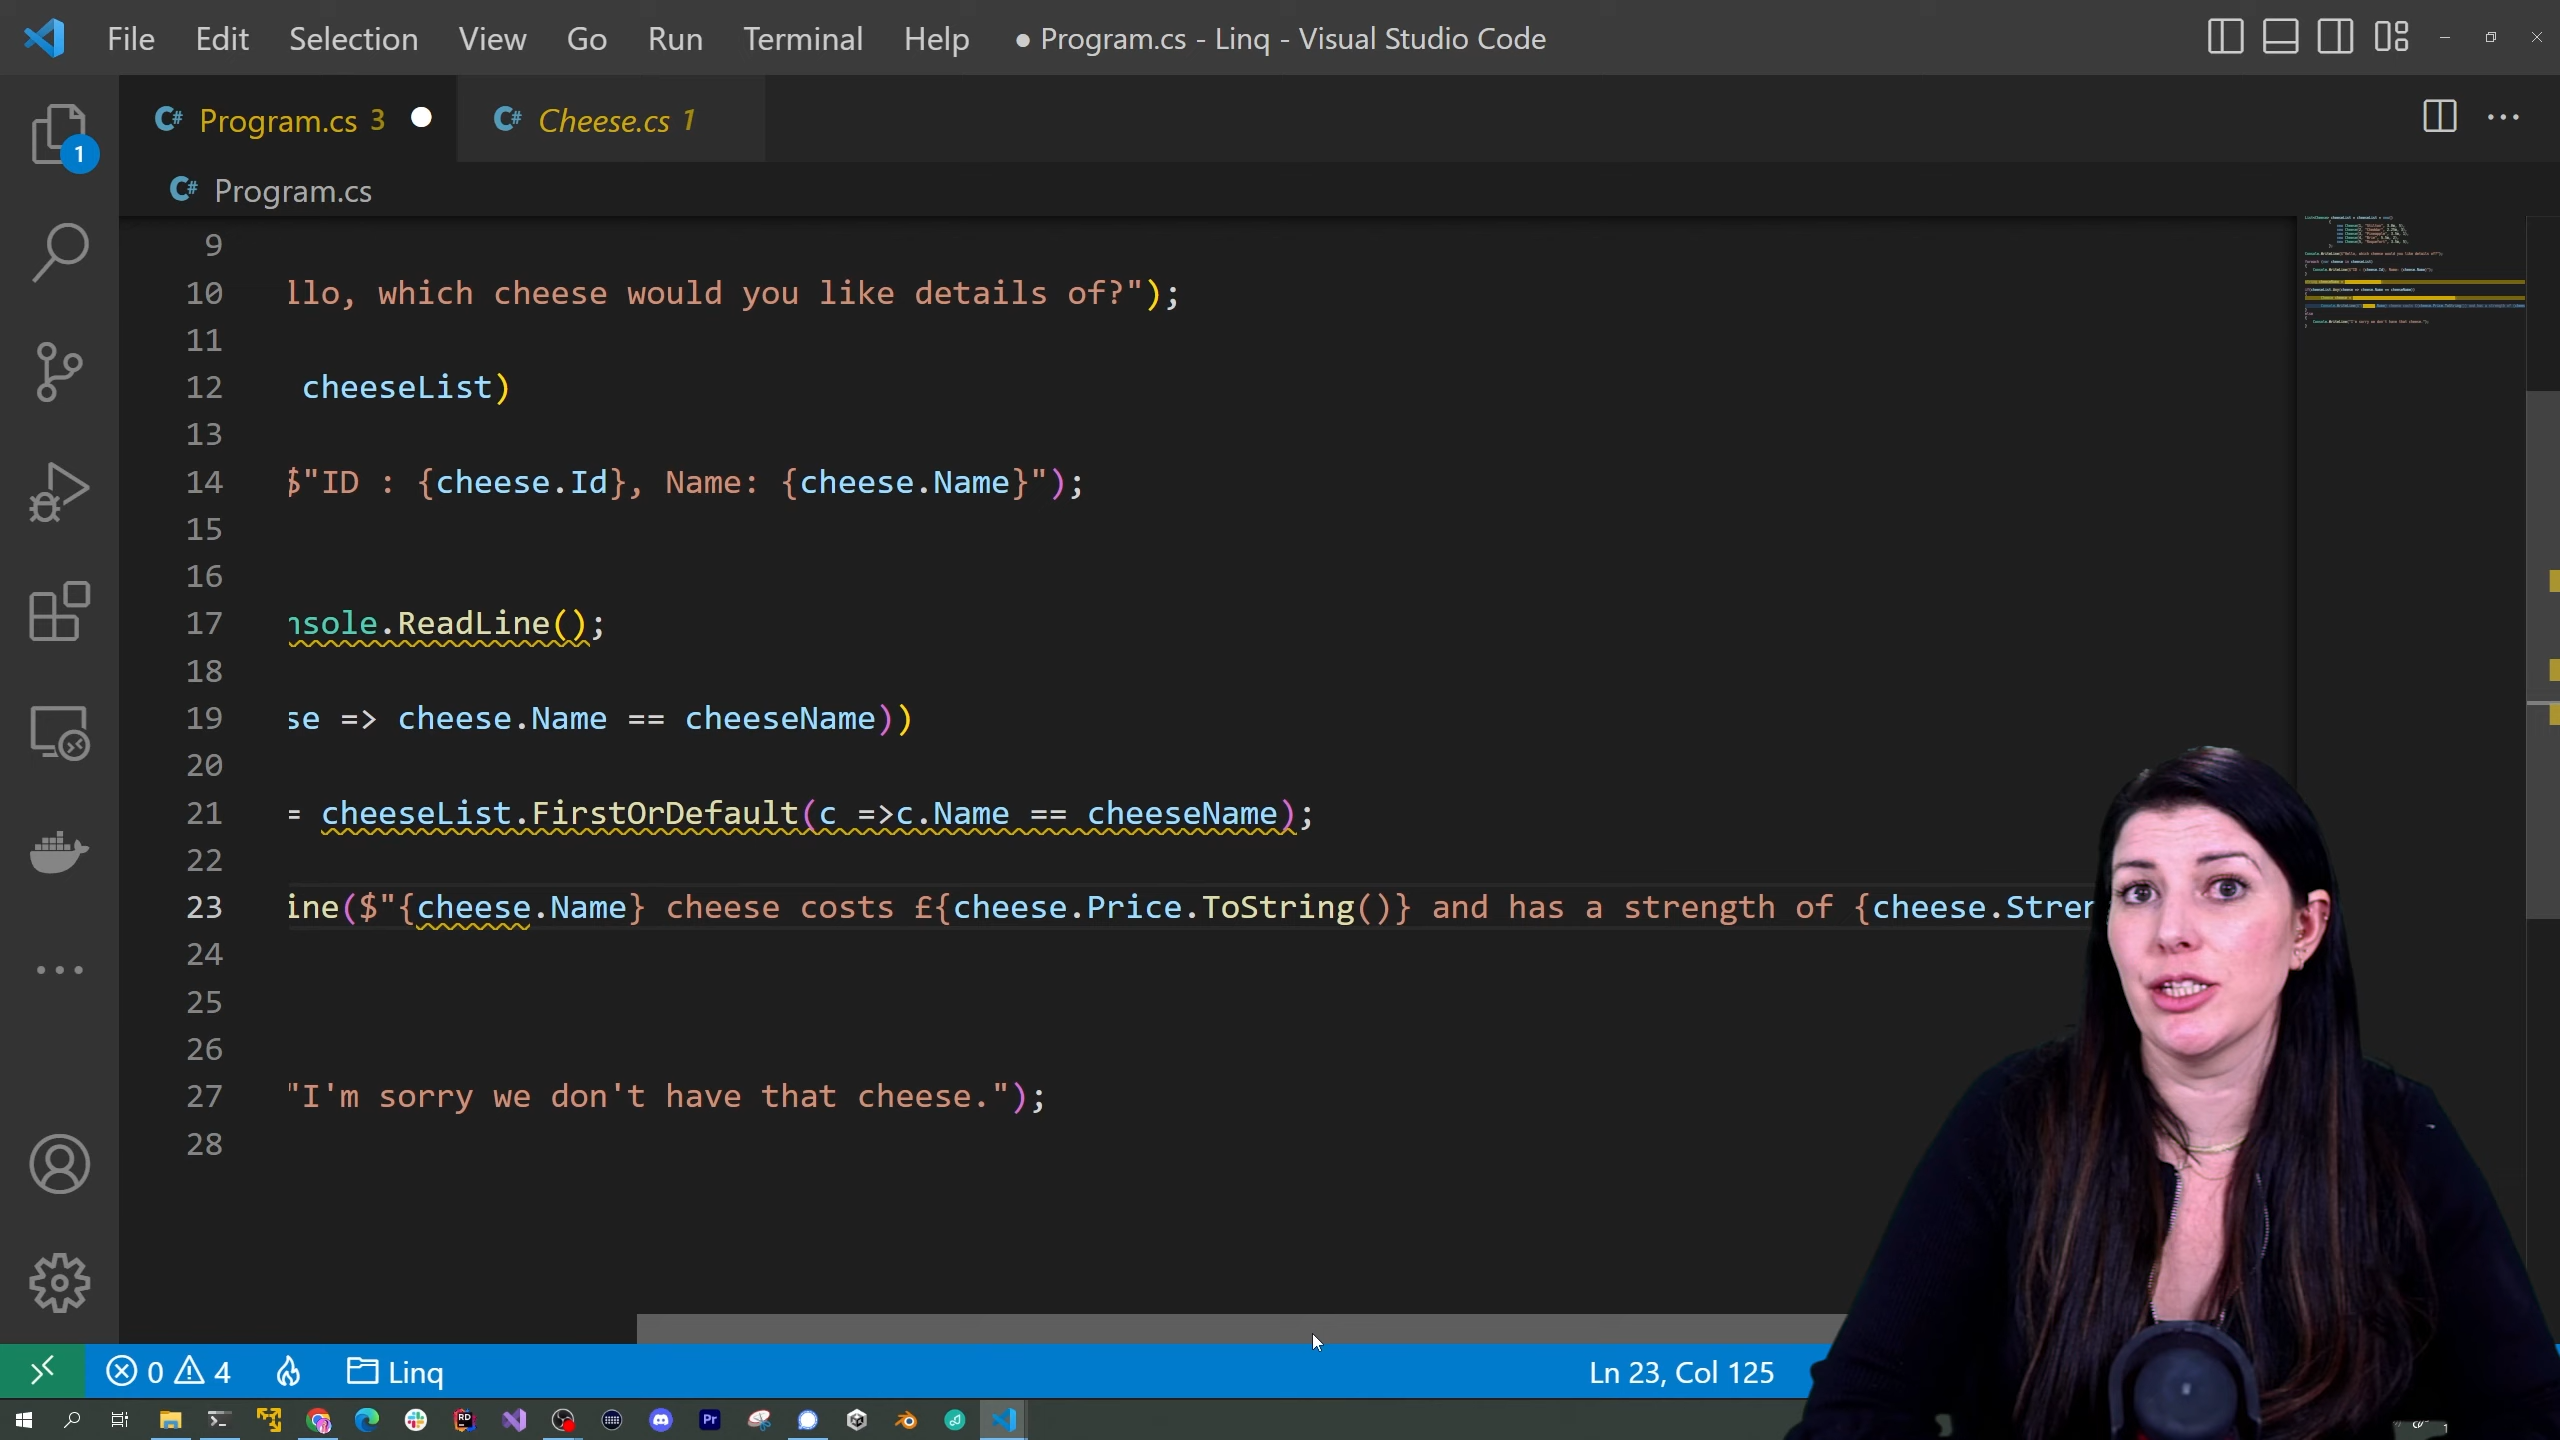 File Edit Selection View Go Run Terminal Help ● Program.cs - Linq - Visual Studio Code
C# Program.cs 3 C# Cheese.cs 1
1
C# Program.cs
9
10 llo, which cheese would you like details of?");
11
12 cheeseList)
13
14 $"ID : {cheese.Id}, Name: {cheese.Name}");
15
16
17 nsole.ReadLine();
18
19 se => cheese.Name == cheeseName))
20
21 = cheeseList.FirstOrDefault(c =>c.Name == cheeseName);
22
23 ine($"{cheese.Name} cheese costs £{cheese.Price.ToString()} and has a strength of {cheese.Stren
24
25
26
27 "I'm sorry we don't have that cheese.");
28
0 4 Linq Ln 23, Col 125
RD Pr